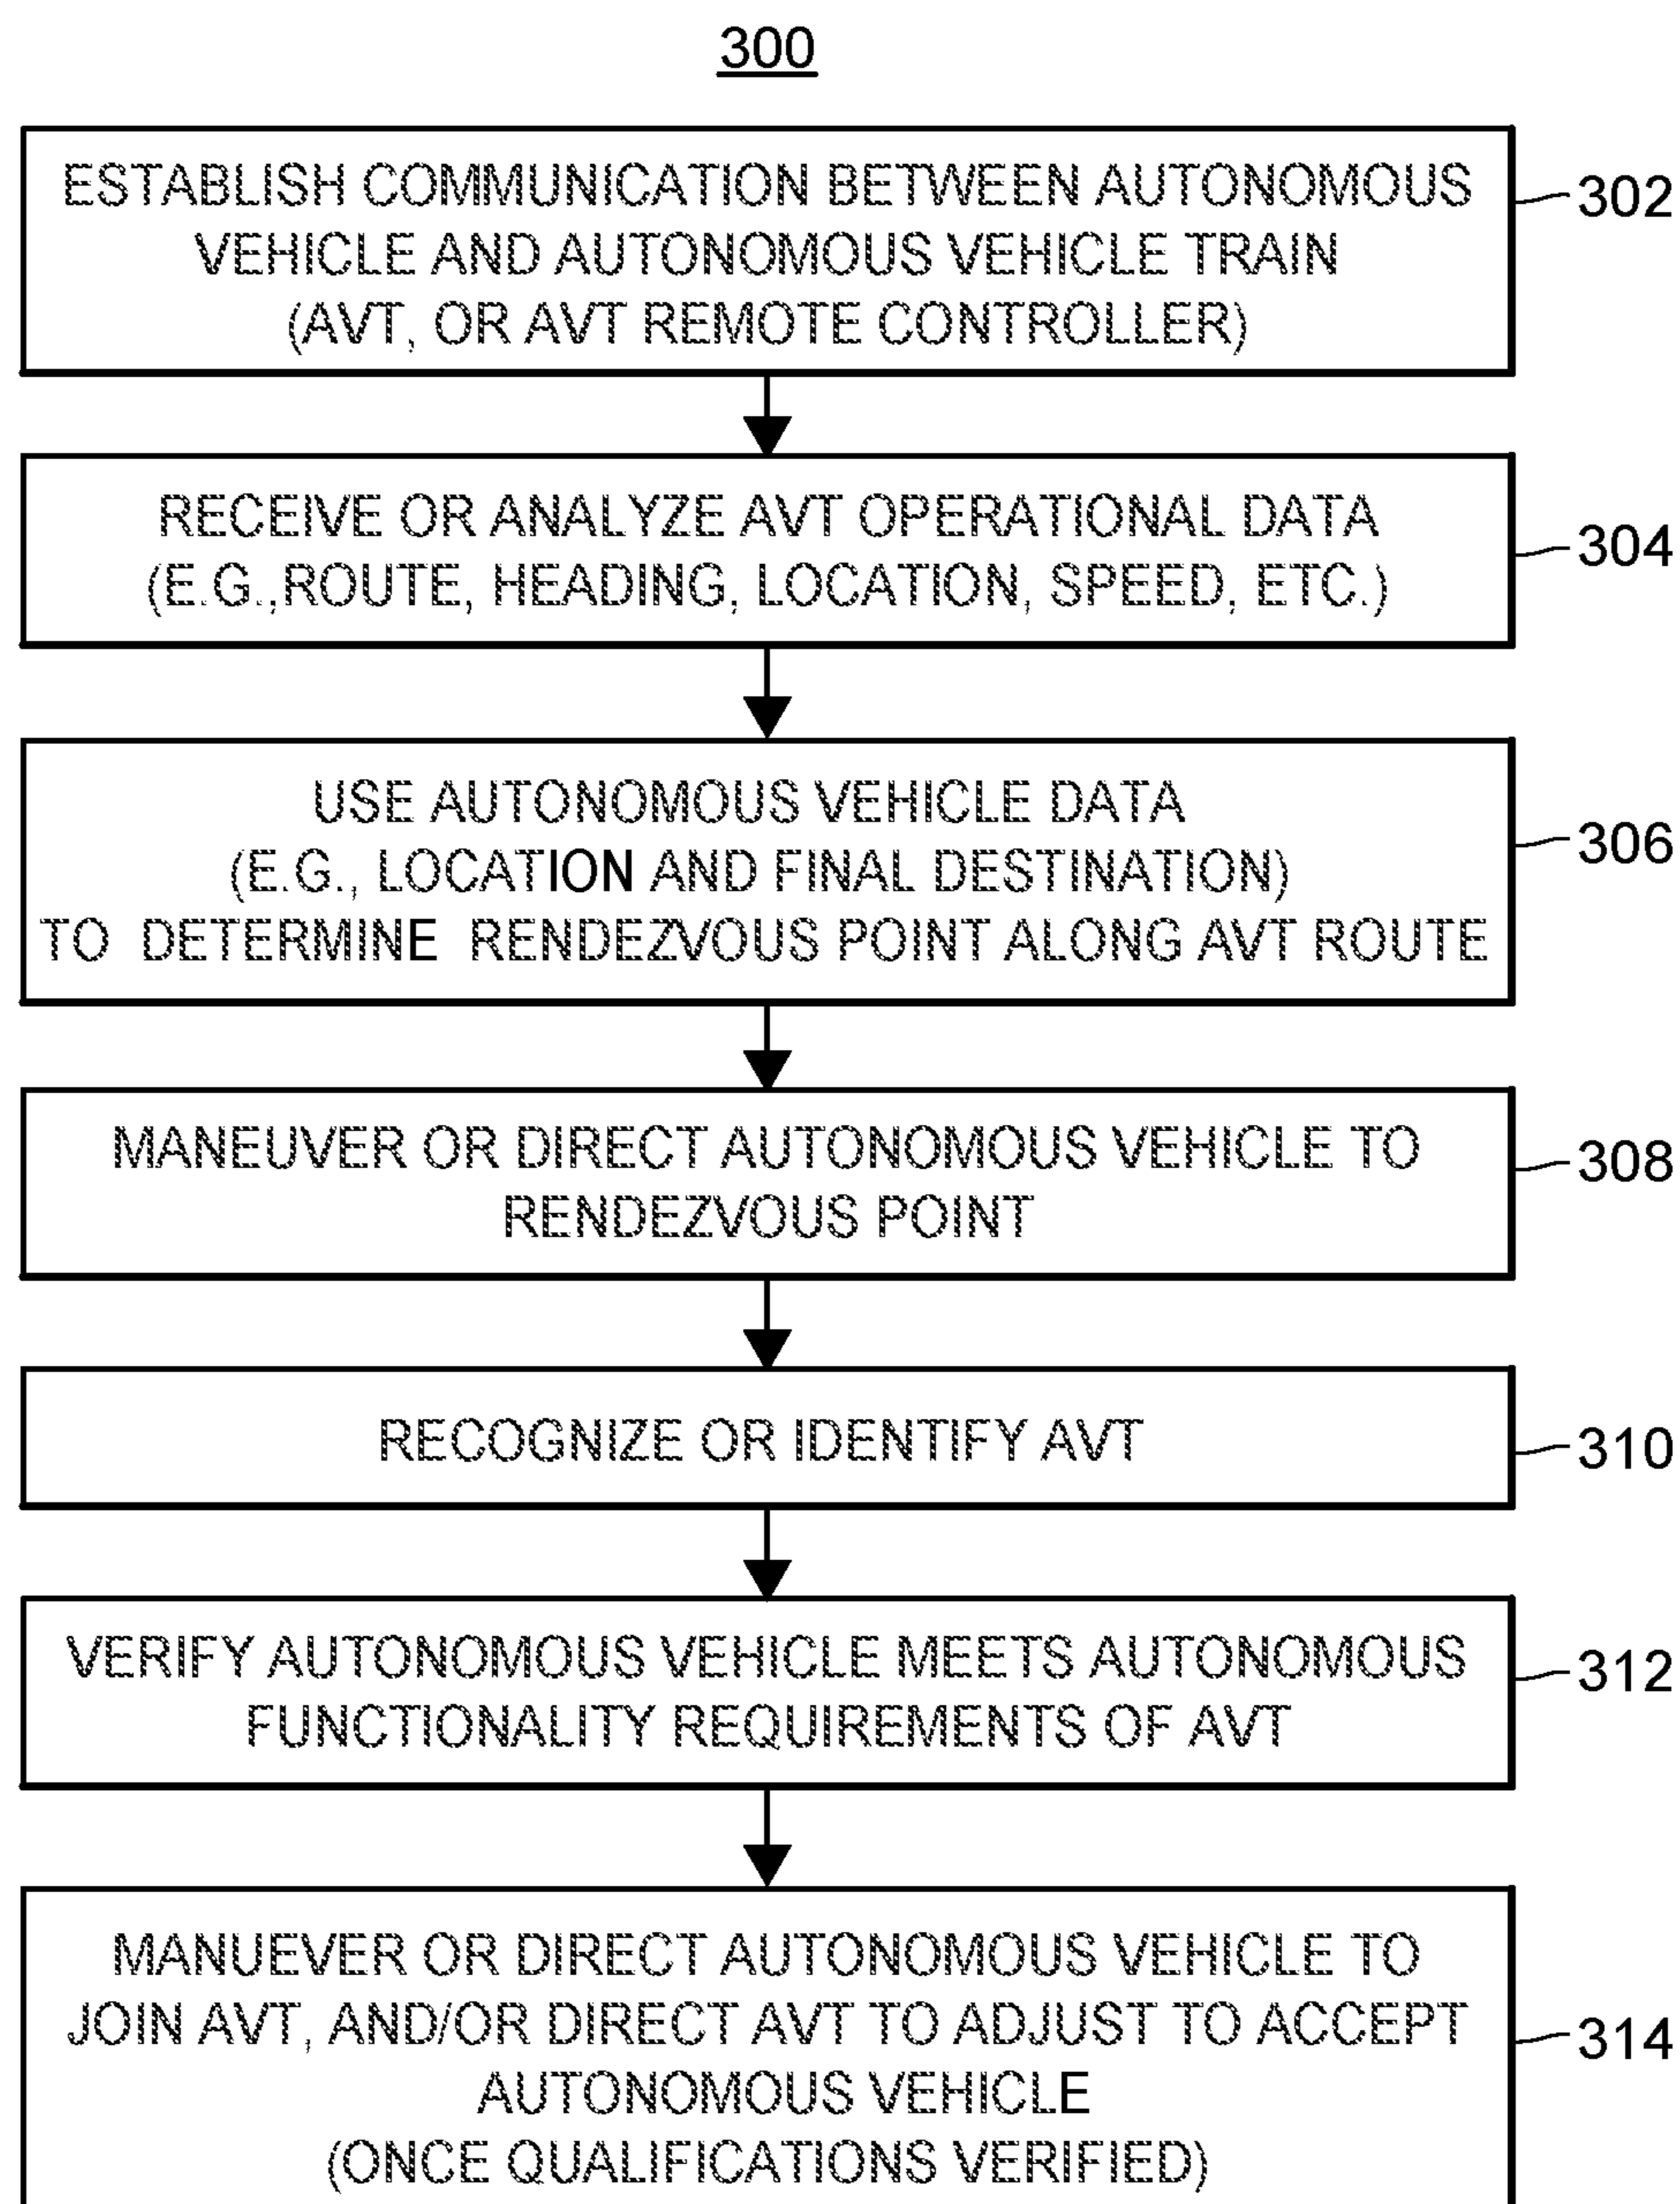 300
ESTABLISH COMMUNICATION BETWEEN AUTONOMOUS
VEHICLE AND AUTONOMOUS VEHICLE TRAIN
(AVT, OR AVT REMOTE CONTROLLER)
302
RECEIVE OR ANALYZE AVT OPERATIONAL DATA
(E.G.,ROUTE, HEADING, LOCATION, SPEED, ETC.)
304
USE AUTONOMOUS VEHICLE DATA
(E.G., LOCATION AND FINAL DESTINATION)
TO DETERMINE RENDEZVOUS POINT ALONG AVT ROUTE
306
MANEUVER OR DIRECT AUTONOMOUS VEHICLE TO
RENDEZVOUS POINT
308
RECOGNIZE OR IDENTIFY AVT
310
VERIFY AUTONOMOUS VEHICLE MEETS AUTONOMOUS
FUNCTIONALITY REQUIREMENTS OF AVT
312
MANUEVER OR DIRECT AUTONOMOUS VEHICLE TO
JOIN AVT, AND/OR DIRECT AVT TO ADJUST TO ACCEPT
AUTONOMOUS VEHICLE
(ONCE QUALIFICATIONS VERIFIED)
314